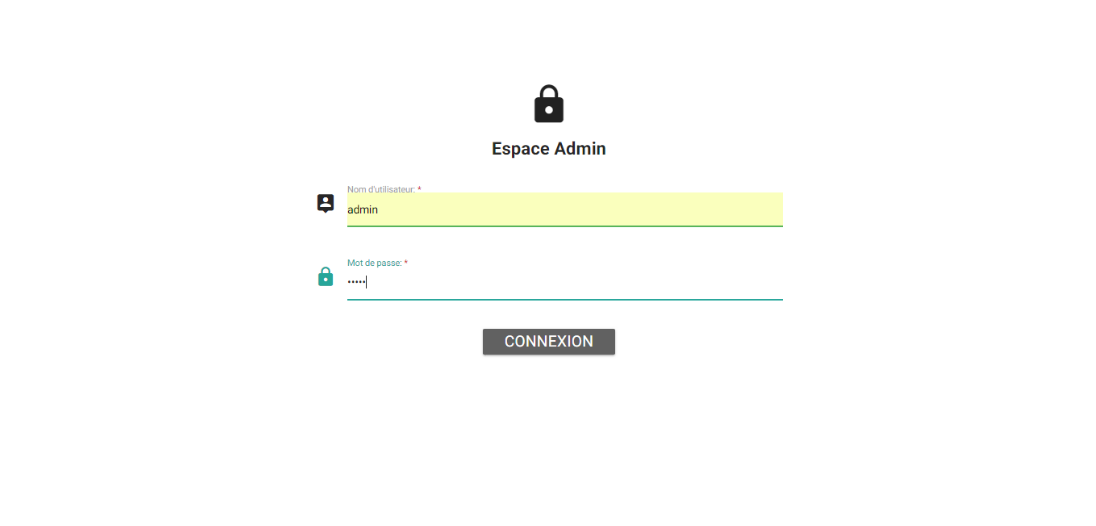 Espace Admin
Nom d'utilisateur: *
admin
Mot de passe: *
•••••
CONNEXION